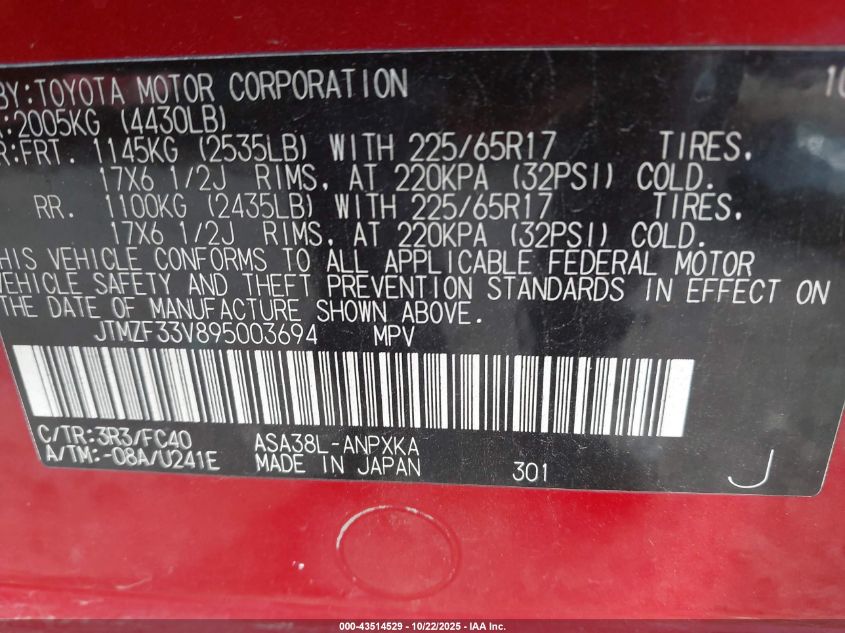 BY:TOYOTA MOTOR CORPORATION 10
:2005KG (4430LB)
R:FRT. 1145KG (2535LB) WITH 225/65R17 TIRES,
17X6 1/2J RIMS, AT 220KPA (32PSI) COLD.
RR. 1100KG (2435LB) WITH 225/65R17 TIRES,
17X6 1/2J RIMS, AT 220KPA (32PSI) COLD.
HIS VEHICLE CONFORMS TO ALL APPLICABLE FEDERAL MOTOR
VEHICLE SAFETY AND THEFT PREVENTION STANDARDS IN EFFECT ON
THE DATE OF MANUFACTURE SHOWN ABOVE.
JTMZF33V895003694 MPV
C/TR:3R3/FC40 ASA38L-ANPXKA
A/TM:-08A/U241E MADE IN JAPAN 301 J
000-43514529 - 10/22/2025 - IAA Inc.